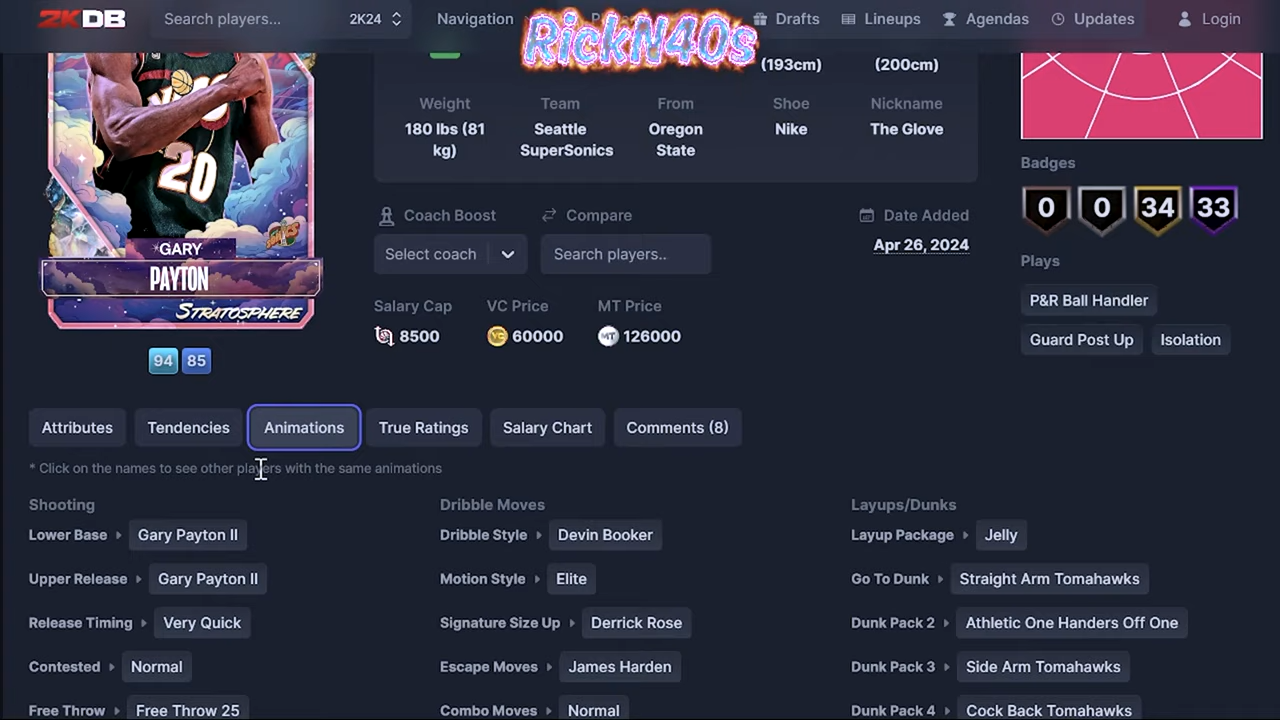 2KDB
Search players...
2K24
Navigation
Drafts
Lineups
Agendas
Updates
Login
RickN40s
(193cm)
(200cm)
Weight
180 lbs (81
kg)
Team
Seattle
SuperSonics
From
Oregon
State
Shoe
Nike
Nickname
The Glove
20
GARY
PAYTON
STRATOSPHERE
94 85
Coach Boost
Select coach
Compare
Search players..
Date Added
Apr 26, 2024
Salary Cap
8500
VC Price
VC 60000
MT Price
MT 126000
Badges
0 0 34 33
Plays
P&R Ball Handler
Guard Post Up
Isolation
Attributes
Tendencies
Animations
True Ratings
Salary Chart
Comments (8)
* Click on the names to see other players with the same animations
Shooting
Lower Base Gary Payton II
Upper Release Gary Payton II
Release Timing Very Quick
Contested Normal
Free Throw Free Throw 25
Dribble Moves
Dribble Style Devin Booker
Motion Style Elite
Signature Size Up Derrick Rose
Escape Moves James Harden
Combo Moves Normal
Layups/Dunks
Layup Package Jelly
Go To Dunk Straight Arm Tomahawks
Dunk Pack 2 Athletic One Handers Off One
Dunk Pack 3 Side Arm Tomahawks
Dunk Pack 4 Cock Back Tomahawks